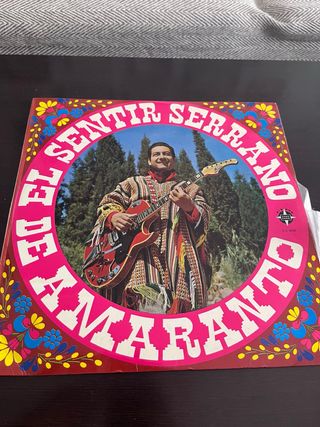 DE EL SENTIR SERRANO
AMARANTO